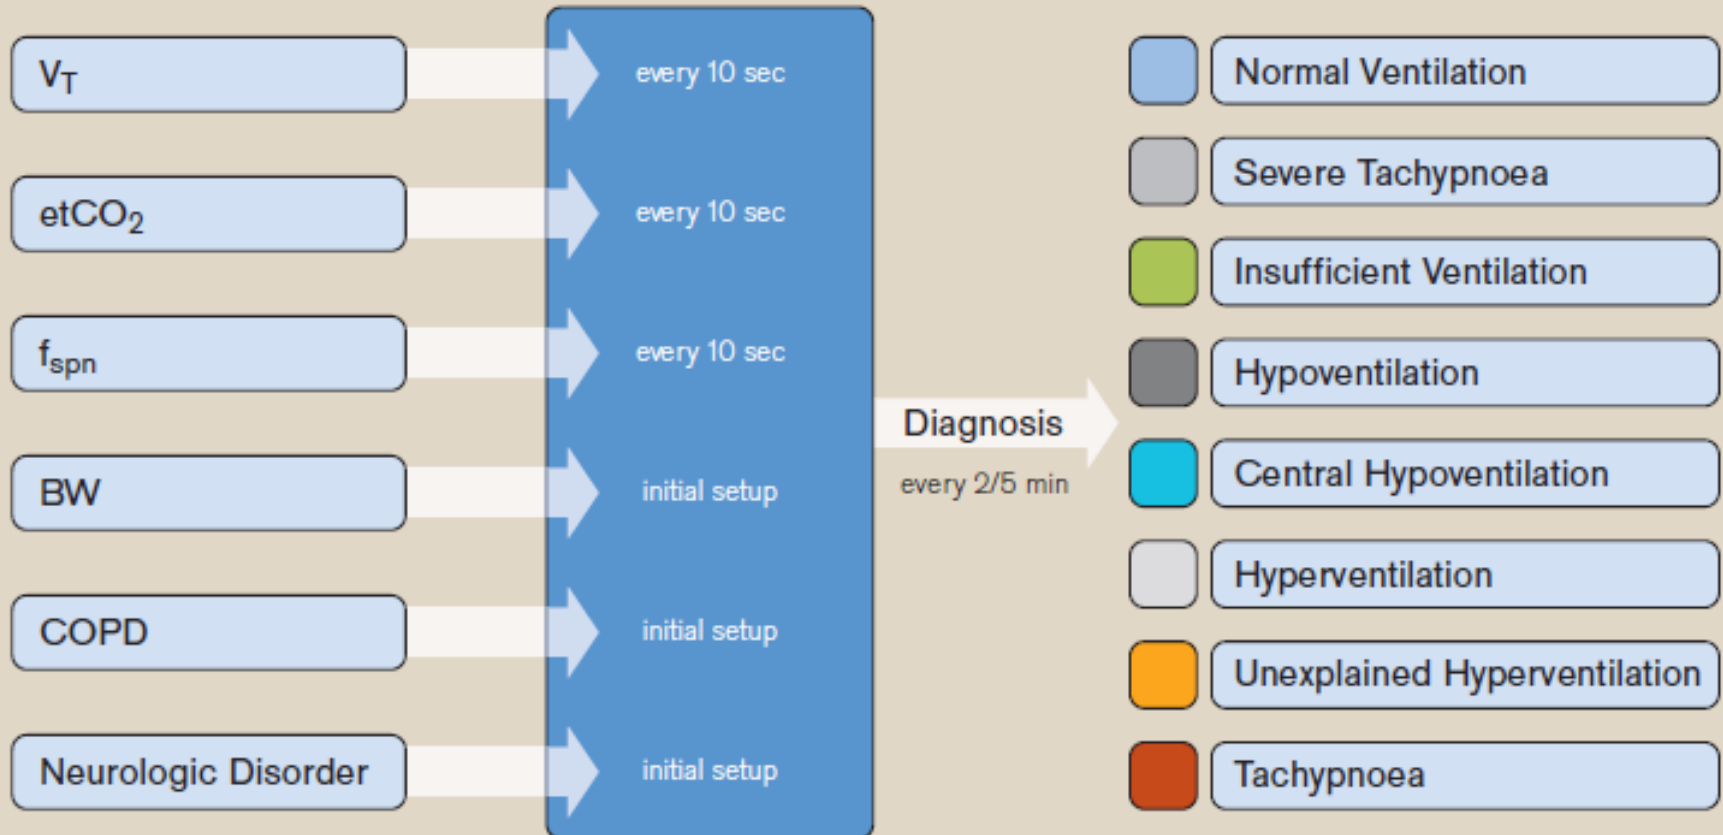 V_T
every 10 sec
etCO₂
every 10 sec
f_spn
every 10 sec
BW
initial setup
COPD
initial setup
Neurologic Disorder
initial setup
Diagnosis
every 2/5 min
Normal Ventilation
Severe Tachypnoea
Insufficient Ventilation
Hypoventilation
Central Hypoventilation
Hyperventilation
Unexplained Hyperventilation
Tachypnoea